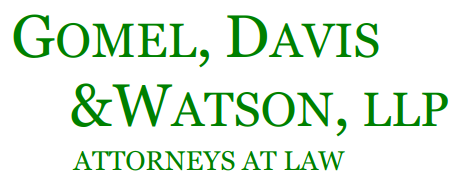 GOMEL, DAVIS
&WATSON, LLP
ATTORNEYS AT LAW